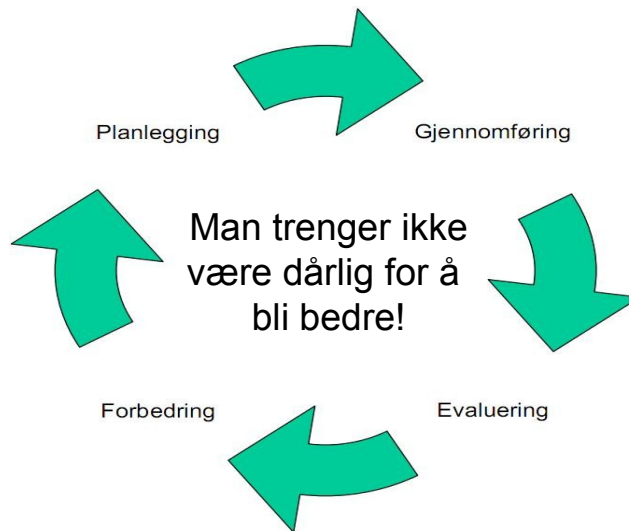 Planlegging
Gjennomføring
Man trenger ikke
være dårlig for å
bli bedre!
Forbedring
Evaluering